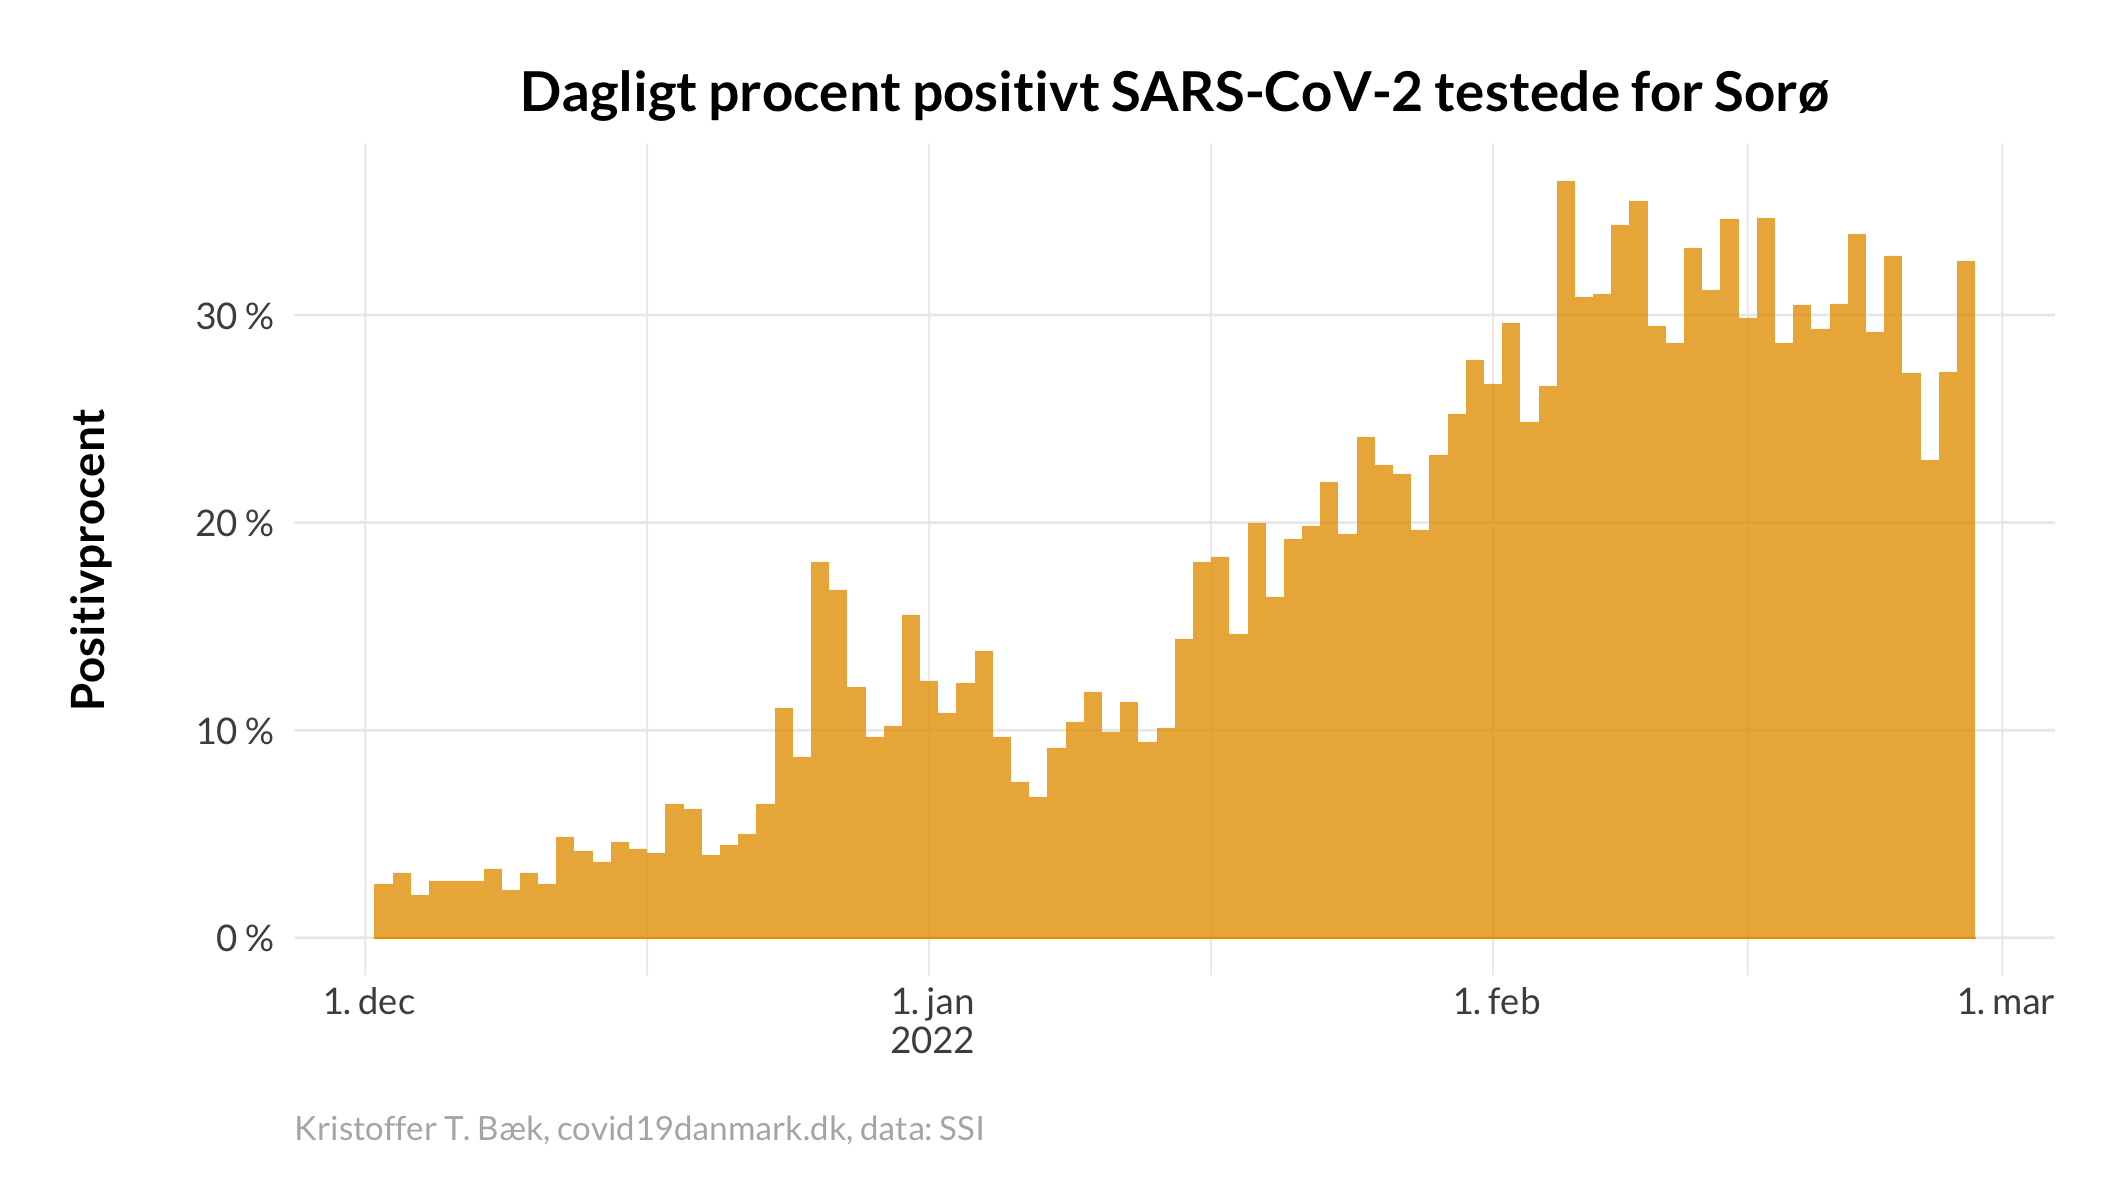 Dagligt procent positivt SARS-CoV-2 testede for Sorø
Positivprocent
30 %
20 %
10 %
0 %
1. dec
1. jan
2022
1. feb
1. mar
Kristoffer T. Bæk, covid19danmark.dk, data: SSI